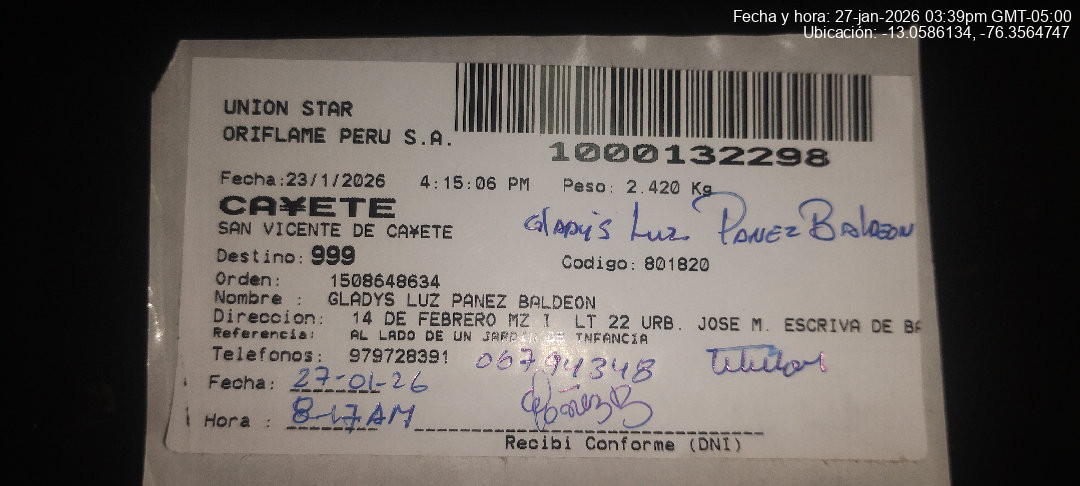 Fecha y hora: 27-jan-2026 03:39pm GMT-05:00
Ubicación: -13.0586134, -76.3564747
UNION STAR
ORIFLAME PERU S.A.
1000132298
Fecha:23/1/2026 4:15:06 PM Peso: 2.420 Kg
CA¥ETE
SAN VICENTE DE CA¥ETE
Gladys Luz Panez Baldeon
Destino: 999
Codigo: 801820
Orden: 1508648634
Nombre : GLADYS LUZ PANEZ BALDEON
Direccion: 14 DE FEBRERO MZ I LT 22 URB. JOSE M. ESCRIVA DE BA
Referencia: AL LADO DE UN JARDIN DE INFANCIA
Telefonos: 979728391 Titular
Fecha: 27-01-26
Hora : 8-17 AM
Recibi Conforme (DNI)